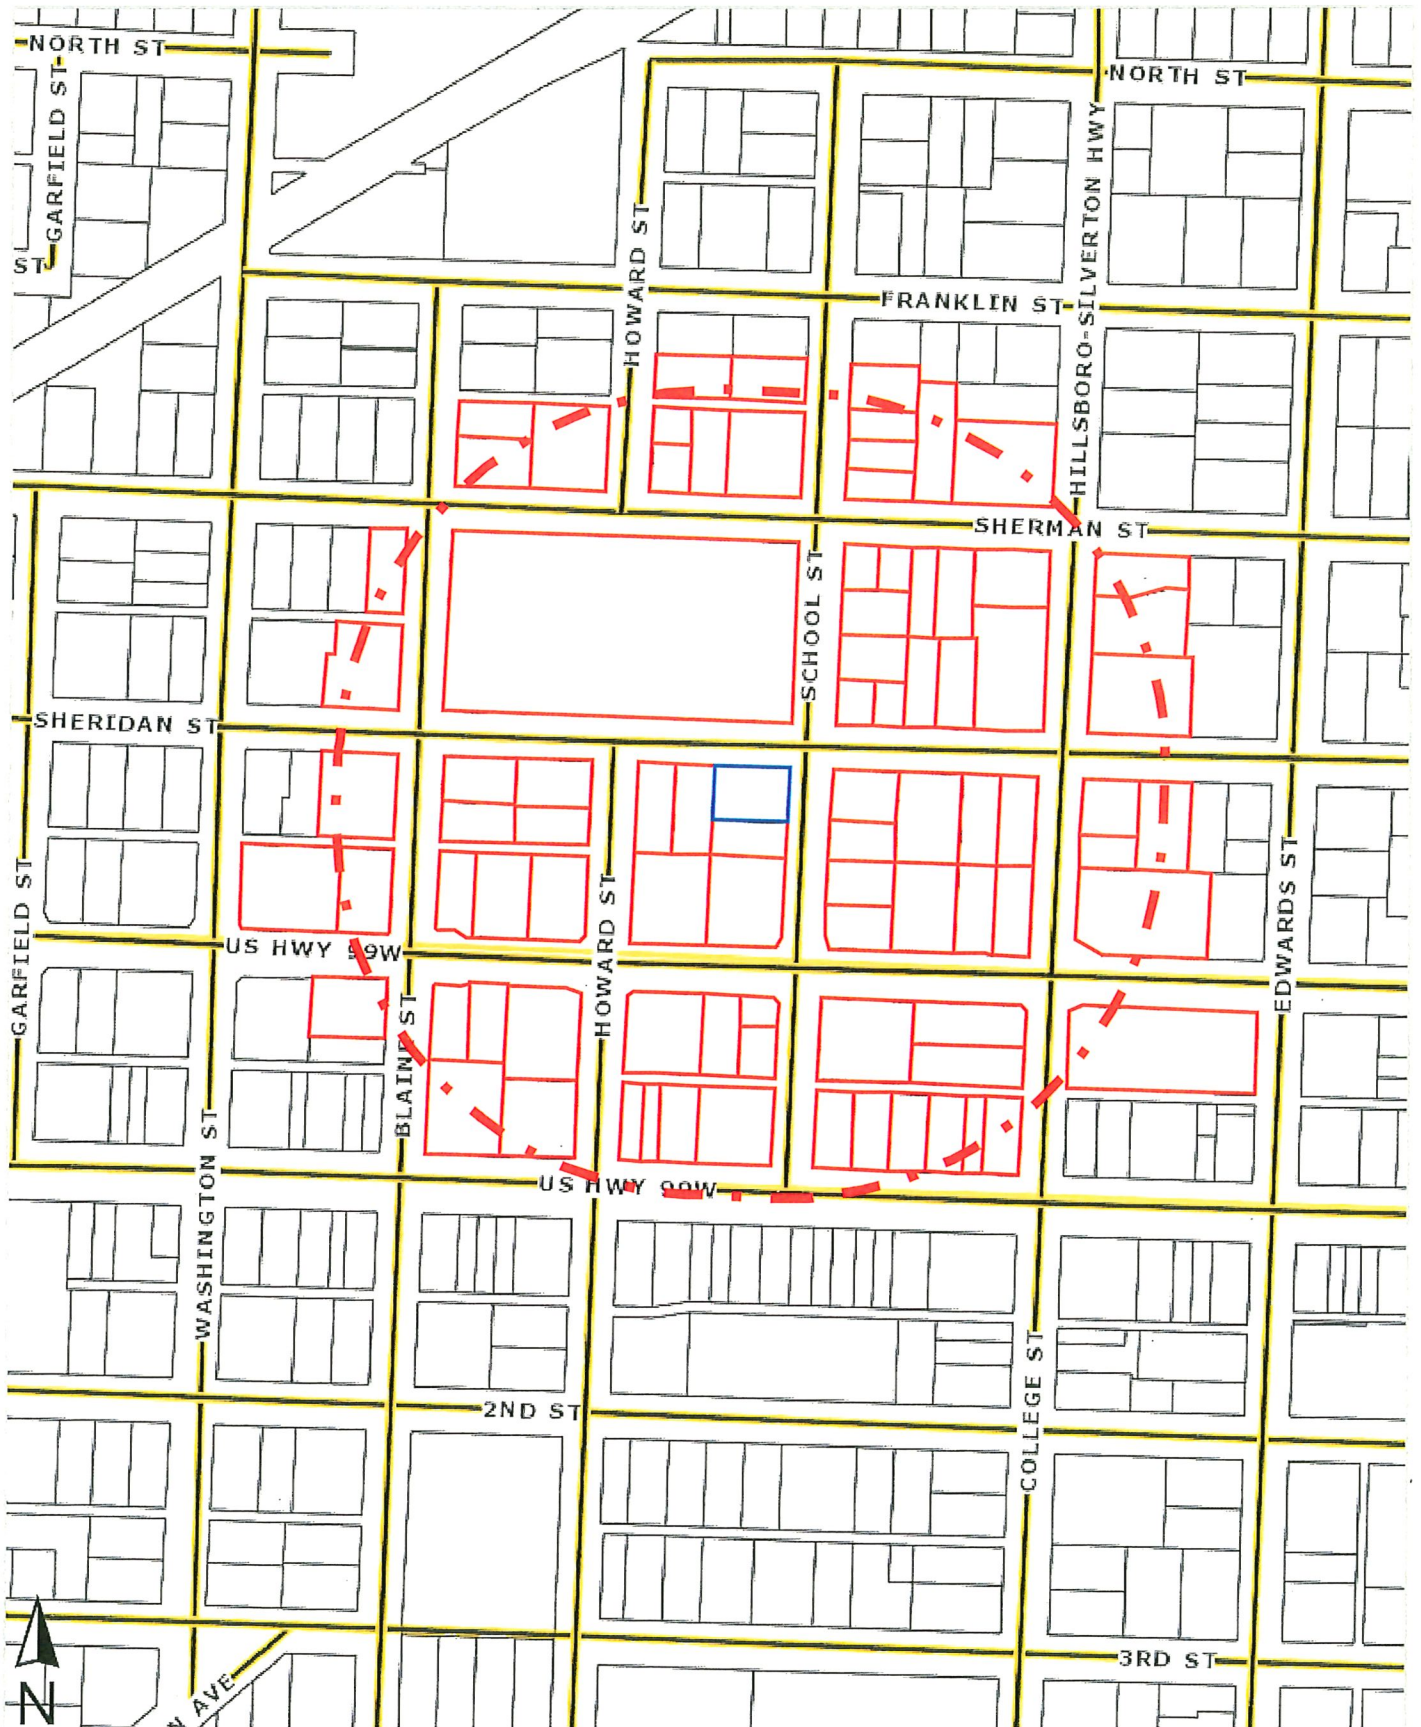 NORTH ST
NORTH ST
GARFIELD ST
HILLSBORO-SILVERTON HWY
HOWARD ST
ST
FRANKLIN ST
SHERMAN ST
SCHOOL ST
SHERIDAN ST
GARFIELD ST
HOWARD ST
EDWARDS ST
US HWY 99W
BLAINE ST
WASHINGTON ST
US HWY 99W
COLLEGE ST
2ND ST
3RD ST
N AVE
N